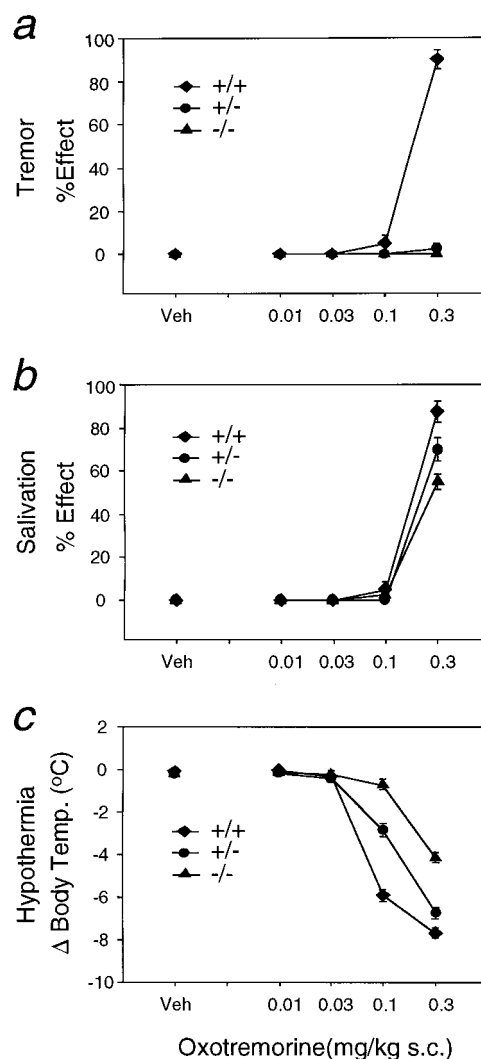 a
Tremor
%Effect
100
80
60
40
20
0
+/+
+/-
-/-
Veh 0.01 0.03 0.1 0.3
b
Salivation
% Effect
100
80
60
40
20
0
+/+
+/-
-/-
Veh 0.01 0.03 0.1 0.3
c
Hypothermia
Δ Body Temp. (ºC)
2
0
-2
-4
-6
-8
-10
+/+
+/-
-/-
Veh 0.01 0.03 0.1 0.3
Oxotremorine(mg/kg s.c.)